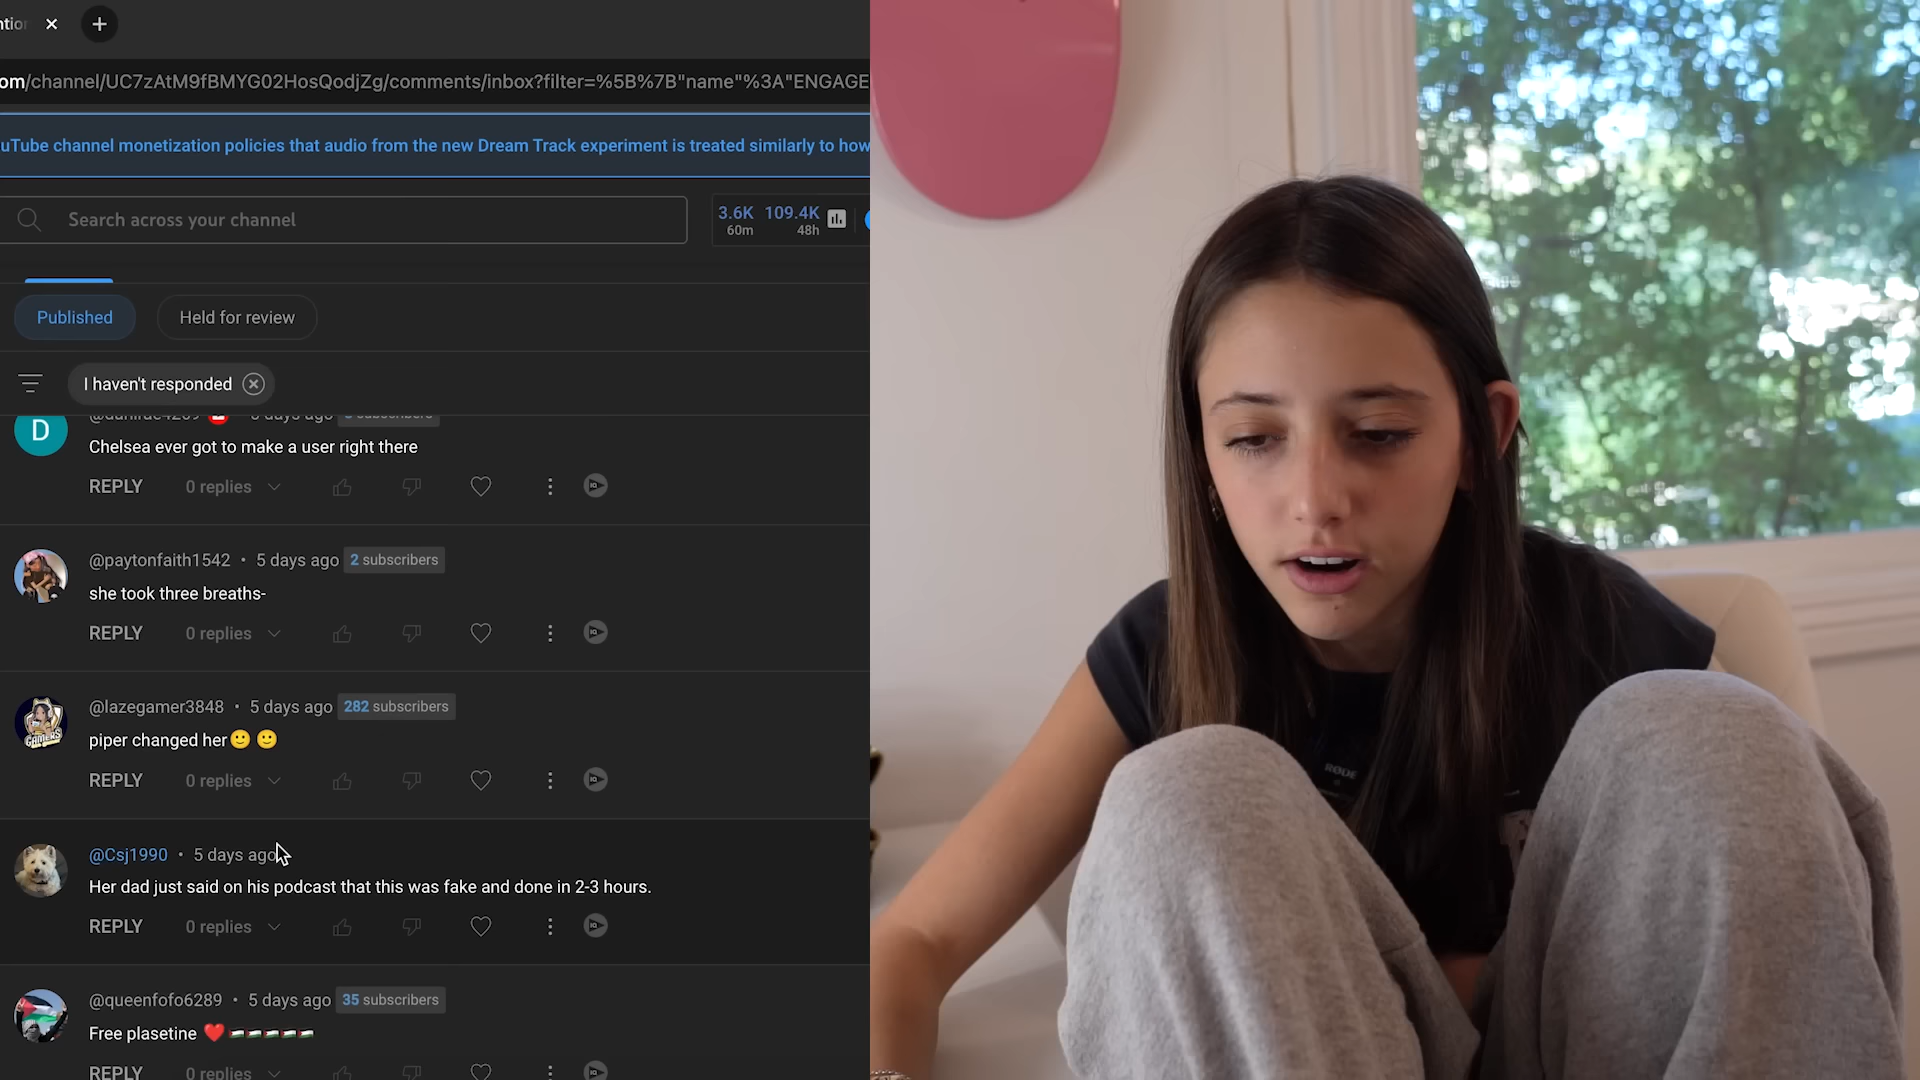 om/channel/UC7zAtM9fBMYG02HosQodjZg/comments/inbox?filter=%5B%7B"name"%3A"ENGAGE
uTube channel monetization policies that audio from the new Dream Track experiment is treated similarly to how
Search across your channel
3.6K 109.4K
60m 48h
Published
Held for review
I haven't responded
D
Chelsea ever got to make a user right there
REPLY 0 replies
@paytonfaith1542 • 5 days ago 2 subscribers
she took three breaths-
REPLY 0 replies
@lazegamer3848 • 5 days ago 282 subscribers
piper changed her🙂 🙂
REPLY 0 replies
GAMERS
@Csj1990 • 5 days ago
Her dad just said on his podcast that this was fake and done in 2-3 hours.
REPLY 0 replies
@queenfofo6289 • 5 days ago 35 subscribers
Free plasetine ❤️🇵🇸🇵🇸🇵🇸🇵🇸🇵🇸
REPLY 0 replies
RØDE